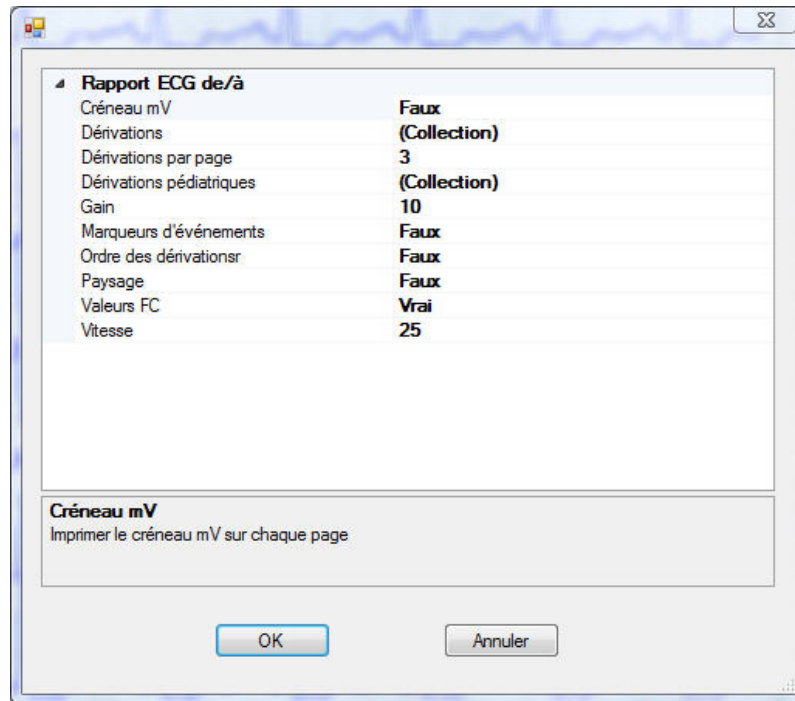 Rapport ECG de/à
Créneau mV Faux
Dérivations (Collection)
Dérivations par page 3
Dérivations pédiatriques (Collection)
Gain 10
Marqueurs d'événements Faux
Ordre des dérivationsr Faux
Paysage Faux
Valeurs FC Vrai
Vitesse 25
Créneau mV
Imprimer le créneau mV sur chaque page
OK Annuler